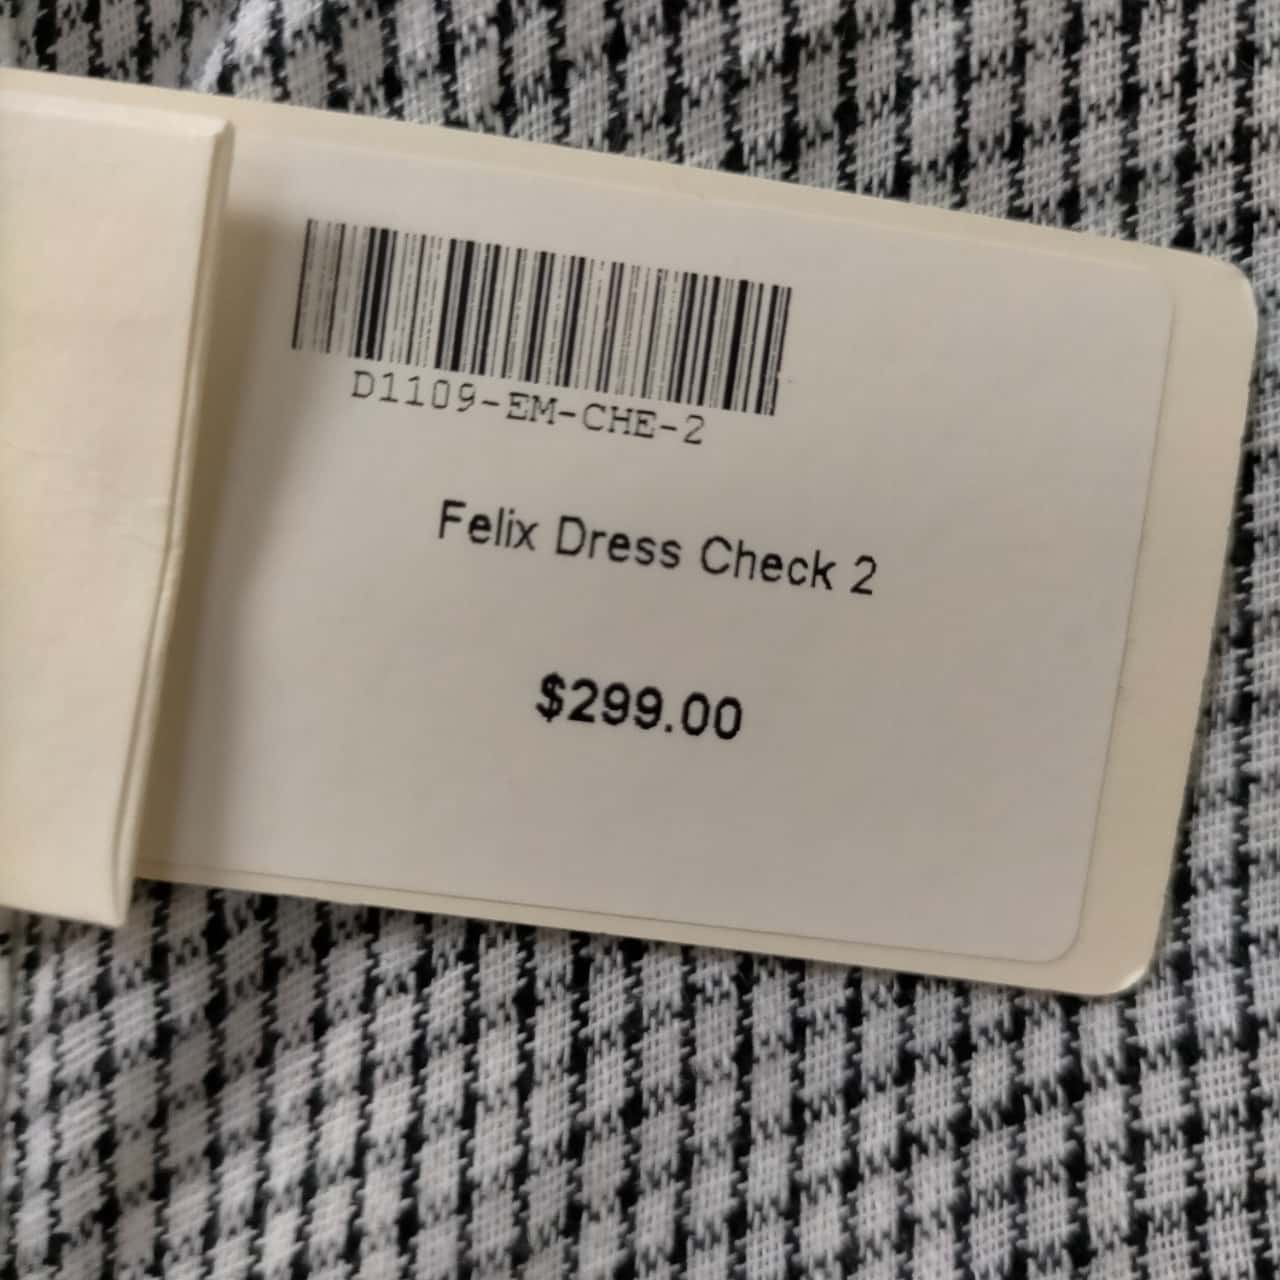 D1109-EM-CHE-2
Felix Dress Check 2
$299.00